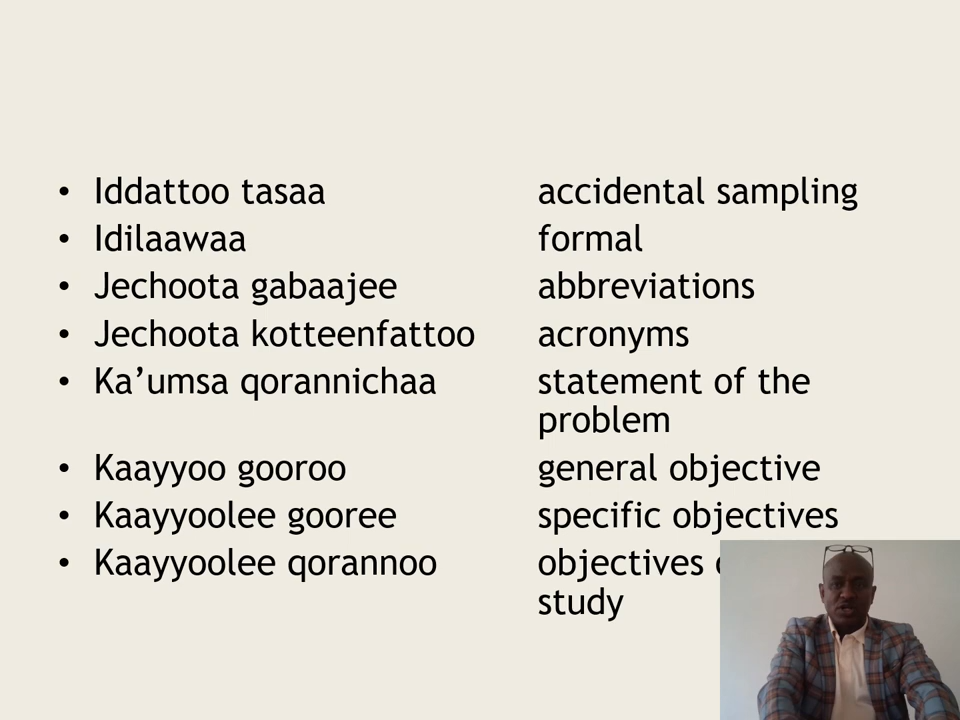 • Iddattoo tasaa accidental sampling
• Idilaawaa formal
• Jechoota gabaajee abbreviations
• Jechoota kotteenfattoo acronyms
• Ka’umsa qorannichaa statement of the
problem
• Kaayyoo gooroo general objective
• Kaayyoolee gooree specific objectives
• Kaayyoolee qorannoo objectives
study